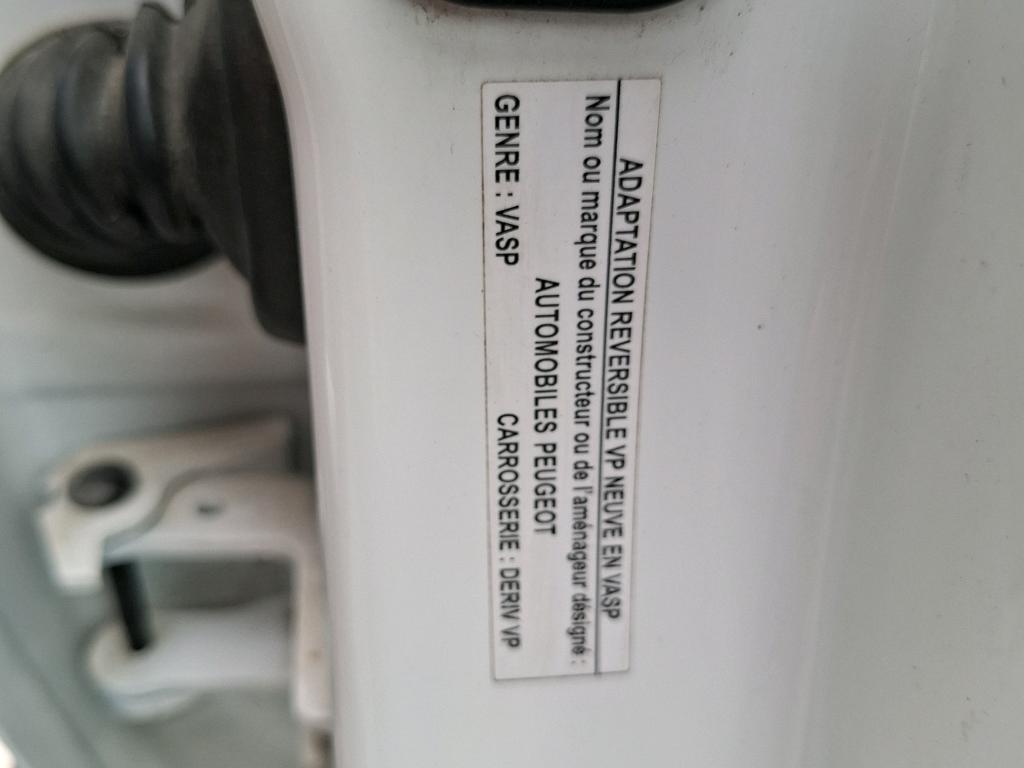 ADAPTATION REVERSIBLE VP NEUVE EN VASP
Nom ou marque du constructeur ou de l'aménageur désigné :
AUTOMOBILES PEUGEOT
GENRE : VASP CARROSSERIE : DERIV VP